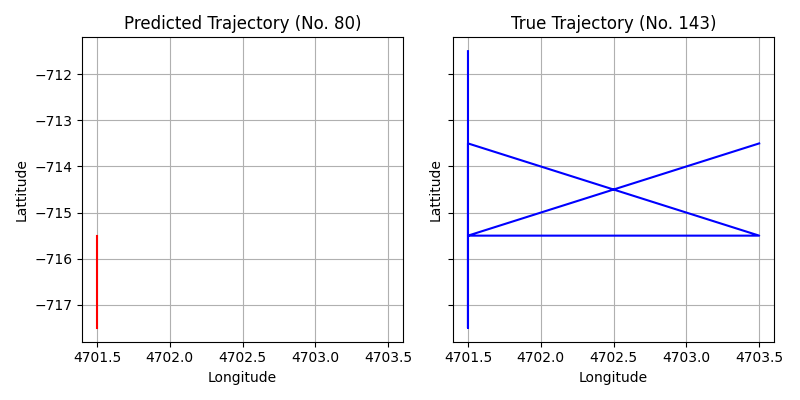 Predicted Trajectory (No. 80)
Lattitude
−712
−713
−714
−715
−716
−717
4701.5 4702.0 4702.5 4703.0 4703.5
Longitude
True Trajectory (No. 143)
Lattitude
4701.5 4702.0 4702.5 4703.0 4703.5
Longitude